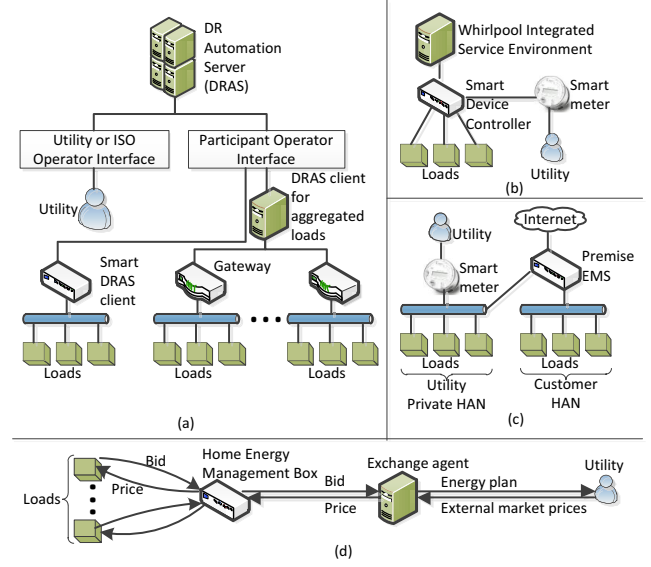 DR
Automation
Server
(DRAS)
Utility or ISO
Operator Interface
Participant Operator
Interface
Utility
DRAS client
for
aggregated
loads
Smart
DRAS
client
Gateway
Loads
Loads
Loads
(a)
Whirlpool Integrated
Service Environment
Smart
Device
Controller
Smart
meter
Loads
Utility
(b)
Internet
Utility
Smart
meter
Premise
EMS
Loads
Loads
Utility
Private HAN
Customer
HAN
(c)
Loads
Bid
Price
Home Energy
Management Box
Bid
Price
Exchange agent
Energy plan
External market prices
Utility
(d)